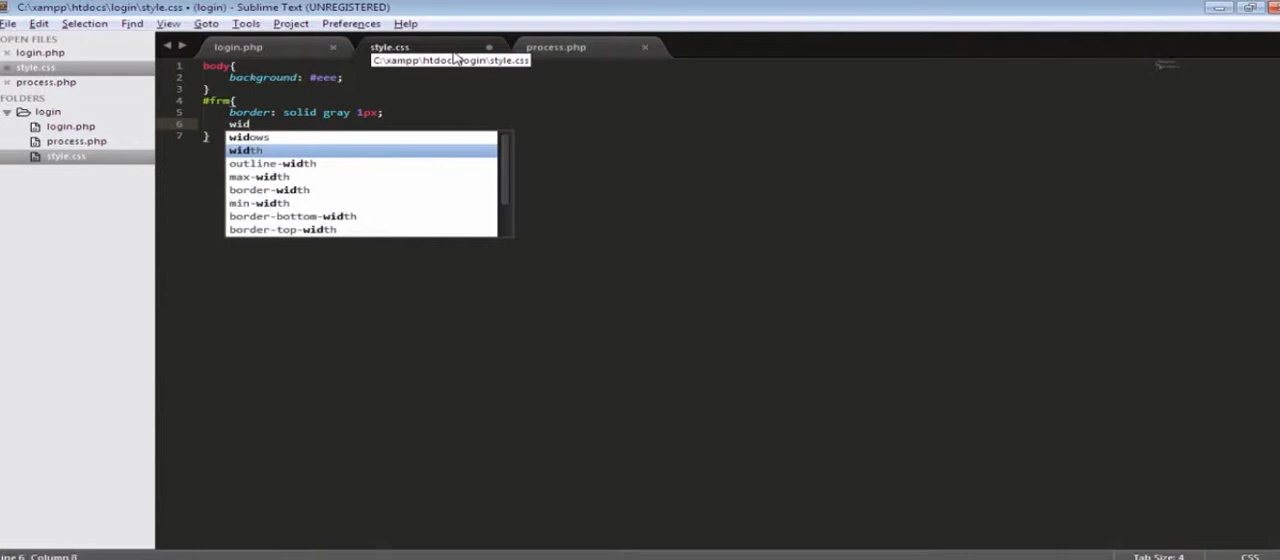 C:\xampp\htdocs\login\style.css • (login) - Sublime Text (UNREGISTERED)
File Edit Selection Find View Goto Tools Project Preferences Help
OPEN FILES
login.php
style.css
process.php
FOLDERS
login
login.php
process.php
style.css
login.php × style.css process.php ×
C:\xampp\htdocs\login\style.css
1 body{
2 background: #eee;
3 }
4 #frm{
5 border: solid gray 1px;
6 wid
7 }
widows
width
outline-width
max-width
border-width
min-width
border-bottom-width
border-top-width
Line 6, Column 8 Tab Size: 4 CSS